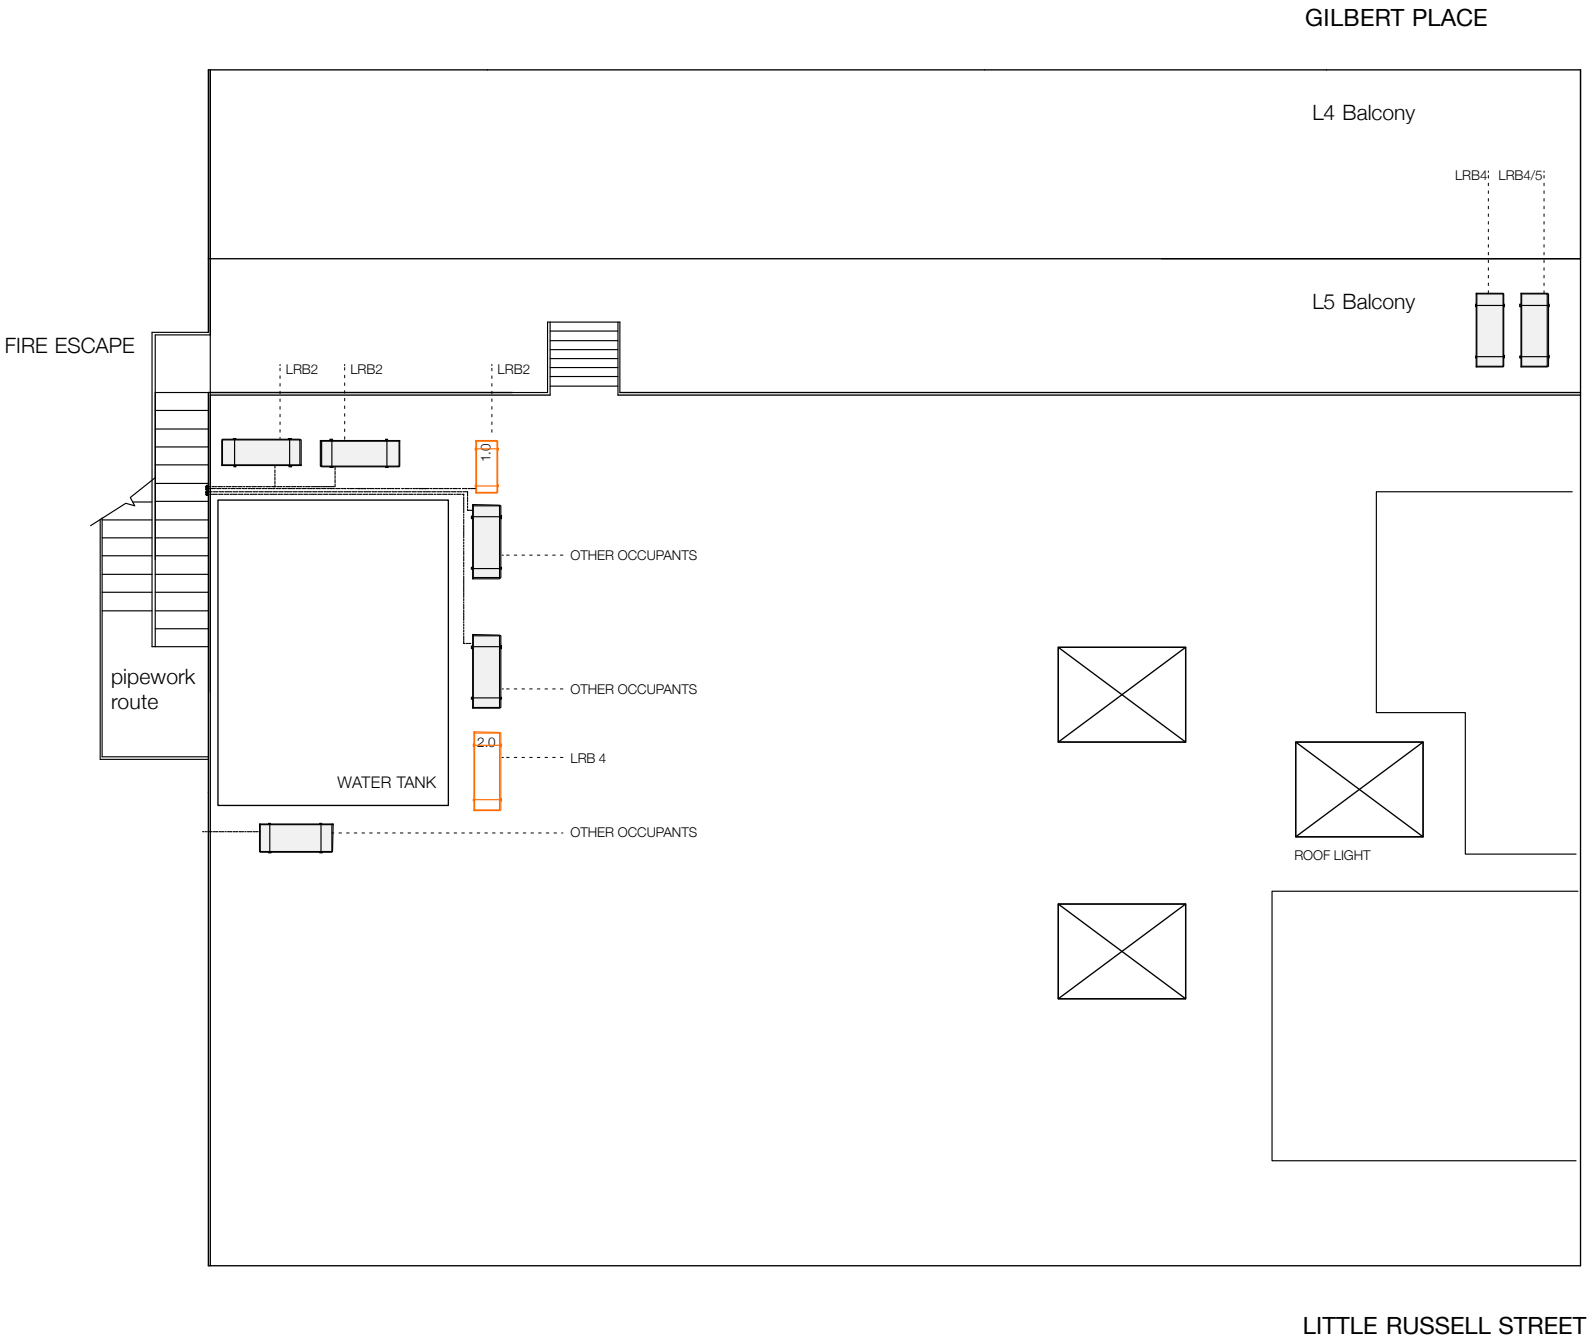 GILBERT PLACE
L4 Balcony
LRB4 LRB4/5
L5 Balcony
FIRE ESCAPE
LRB2 LRB2 LRB2
1.0
OTHER OCCUPANTS
pipework
route
OTHER OCCUPANTS
2.0
LRB 4
WATER TANK
OTHER OCCUPANTS
ROOF LIGHT
LITTLE RUSSELL STREET